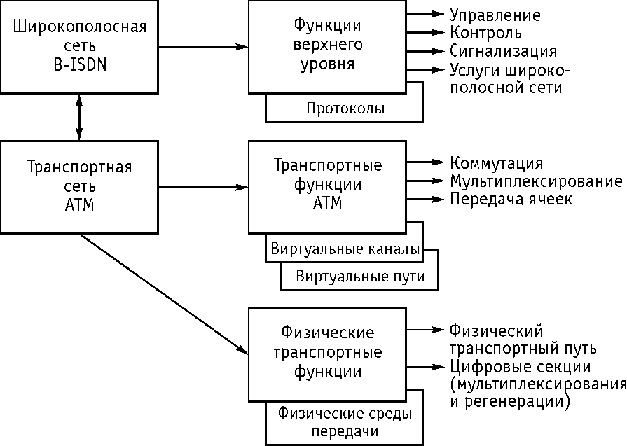 Широкополосная
сеть
B-ISDN
Функции
верхнего
уровня
Протоколы
Управление
Контроль
Сигнализация
Услуги широко-
полосной сети
Транспортная
сеть
ATM
Транспортные
функции
ATM
Виртуальные каналы
Виртуальные пути
Коммутация
Мультиплексирование
Передача ячеек
Физические
транспортные
функции
Физические среды
передачи
Физический
транспортный путь
Цифровые секции
(мультиплексирования
и регенерации)